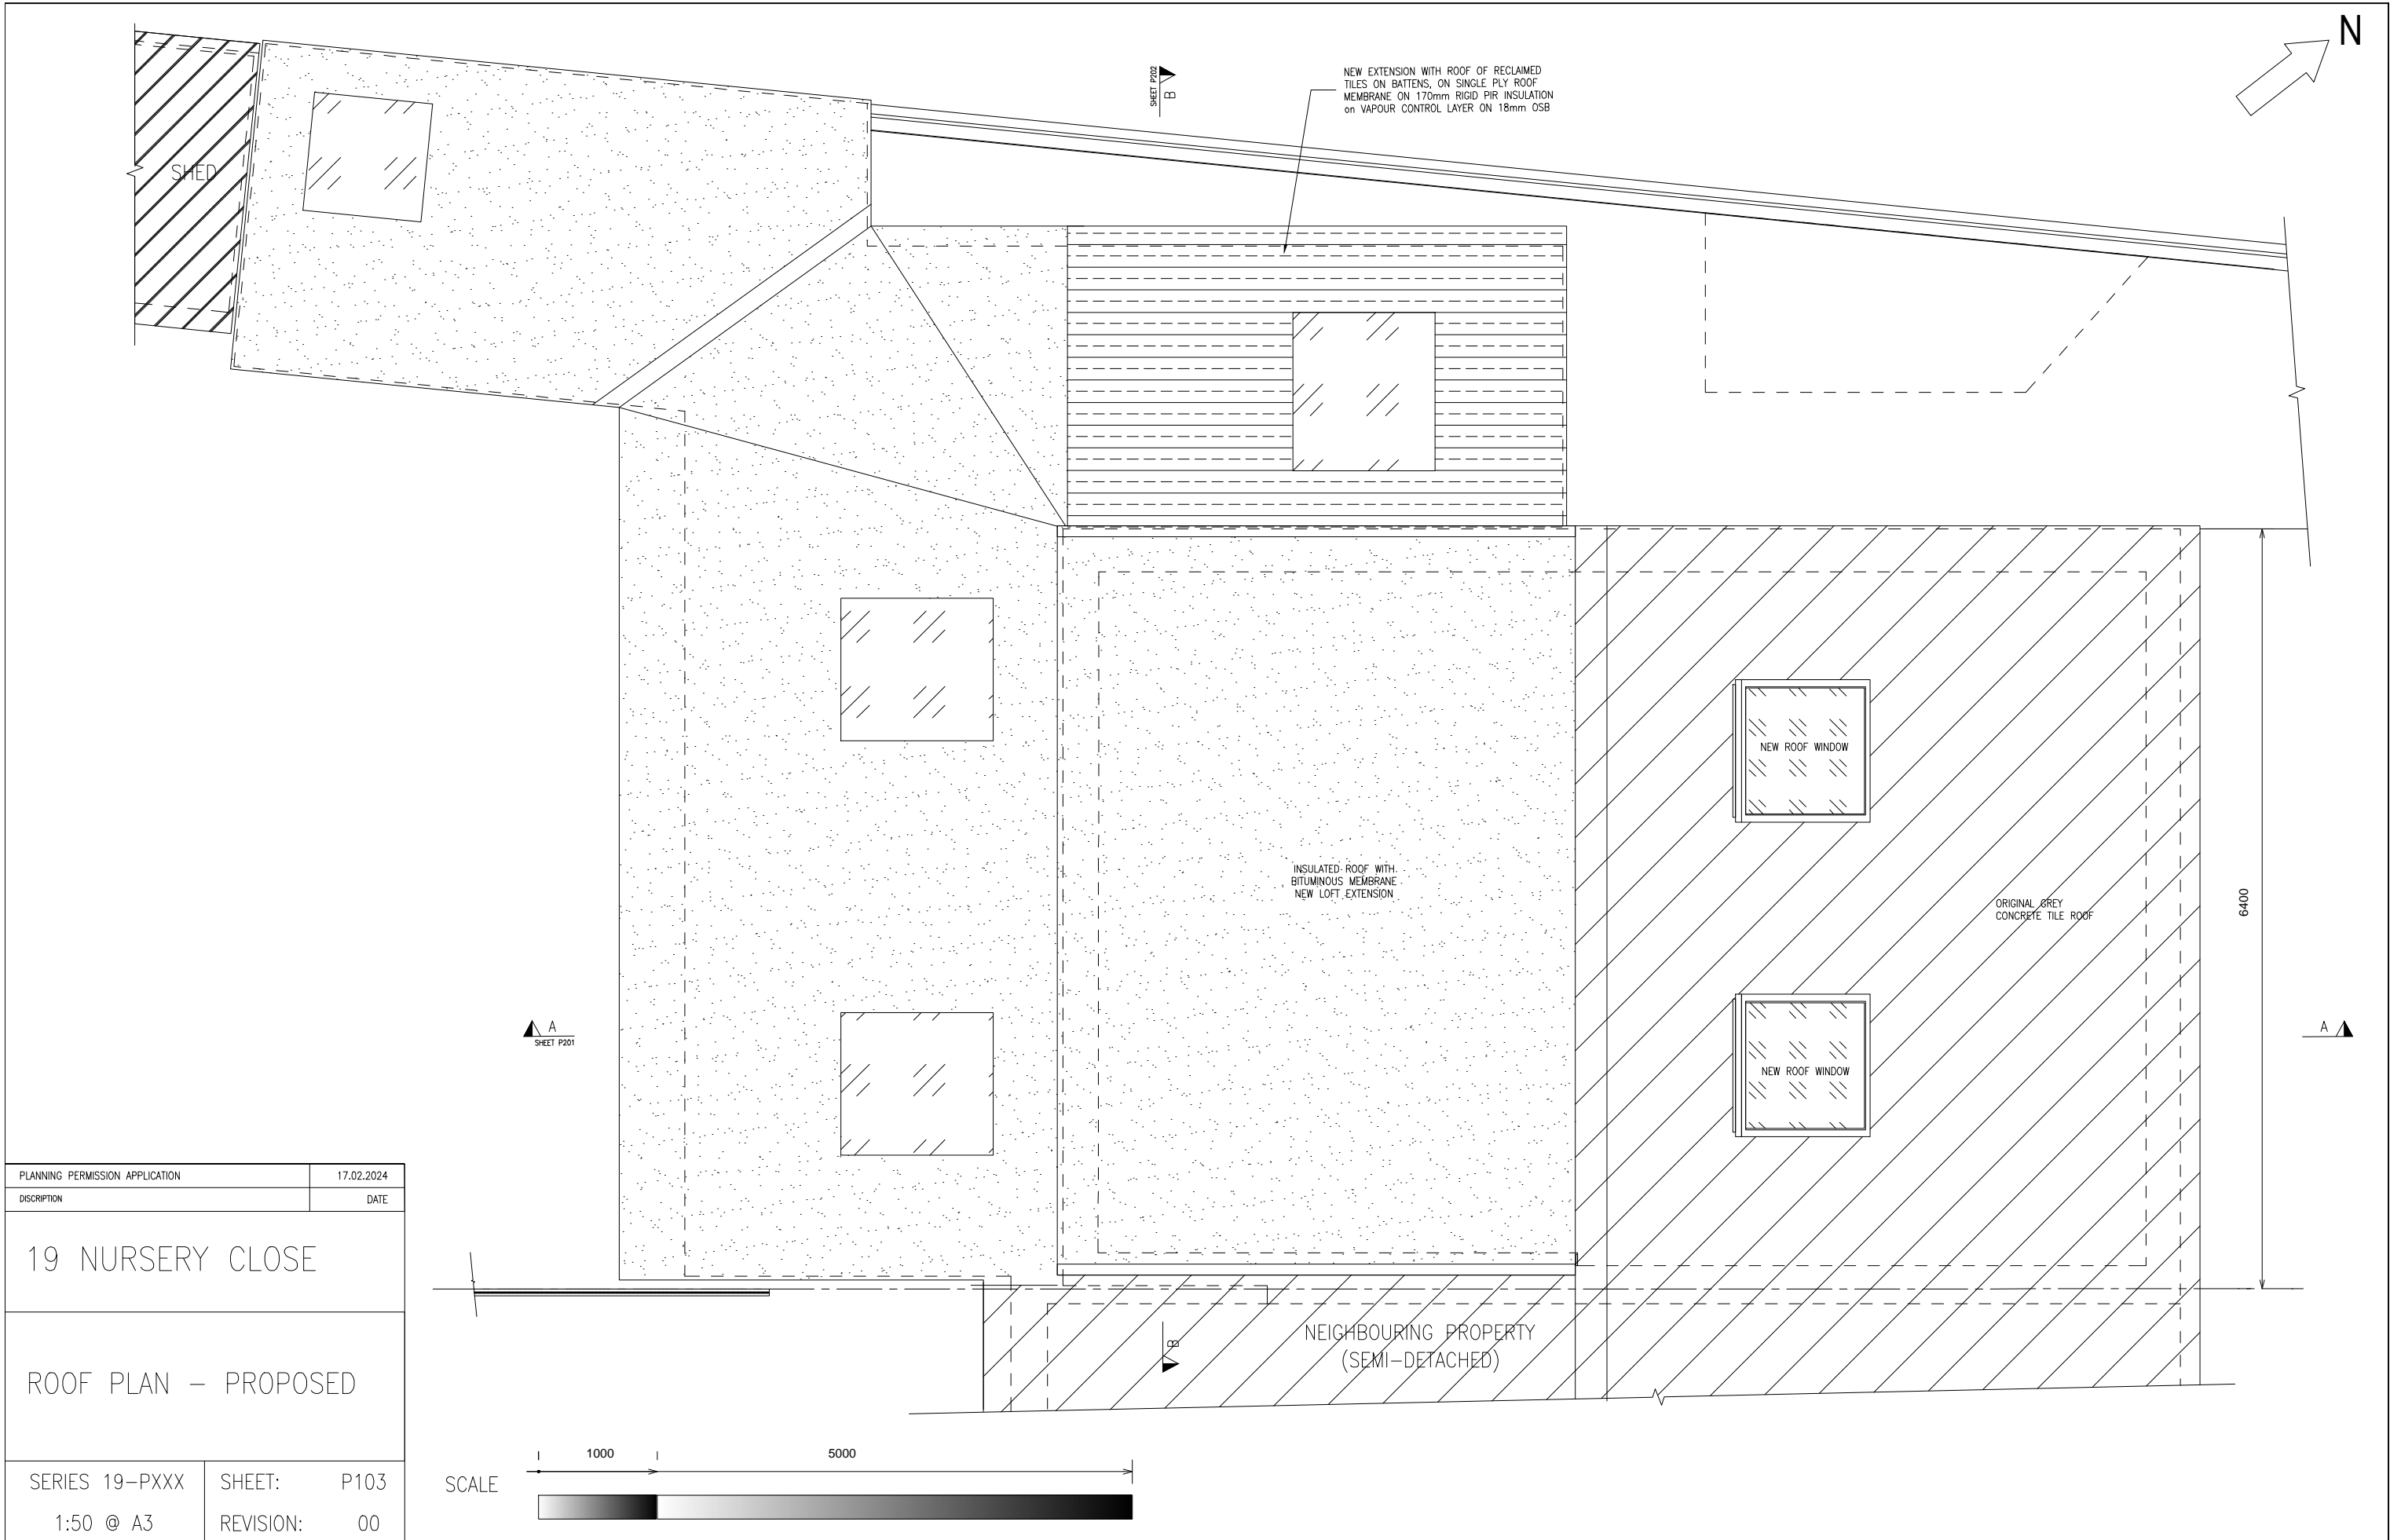 N
SHEET P202
B
NEW EXTENSION WITH ROOF OF RECLAIMED
TILES ON BATTENS, ON SINGLE PLY ROOF
MEMBRANE ON 170mm RIGID PIR INSULATION
on VAPOUR CONTROL LAYER ON 18mm OSB
SHED
NEW ROOF WINDOW
INSULATED ROOF WITH
BITUMINOUS MEMBRANE
NEW LOFT EXTENSION
ORIGINAL GREY
CONCRETE TILE ROOF
6400
A
SHEET P201
NEW ROOF WINDOW
A
NEIGHBOURING PROPERTY
(SEMI-DETACHED)
B
PLANNING PERMISSION APPLICATION 17.02.2024
DISCRIPTION DATE
19 NURSERY CLOSE
ROOF PLAN - PROPOSED
SERIES 19-PXXX SHEET: P103
1:50 @ A3 REVISION: 00
SCALE
1000 5000